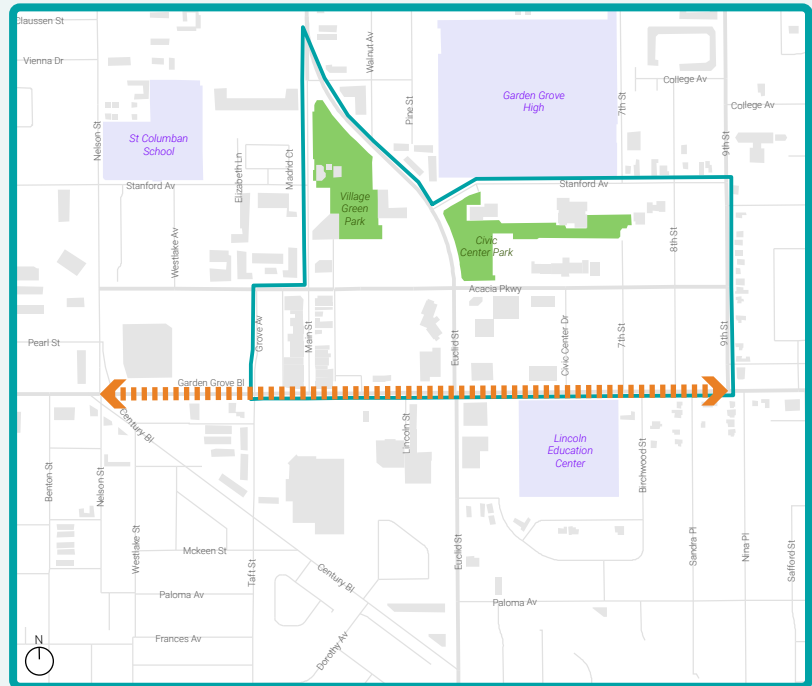 Claussen St
Vienna Dr
Nelson St
St Columban
School
Stanford Av
Westlake Av
Elizabeth Ln
Madrid Ct
Walnut Av
Pine St
Garden Grove
High
7th St
College Av
9th St
College Av
Stanford Av
Village
Green
Park
Civic
Center Park
8th St
Acacia Pkwy
Pearl St
Grove Av
Main St
Euclid St
Civic Center Dr
7th St
9th St
Garden Grove Bl
Century Bl
Lincoln St
Lincoln
Education
Center
Birchwood St
Benton St
Nelson St
Westlake St
Mckeen St
Taft St
Century Bl
Euclid St
Sandra Pl
Nina Pl
Safford St
Paloma Av
Paloma Av
Frances Av
Dorothy Av
N